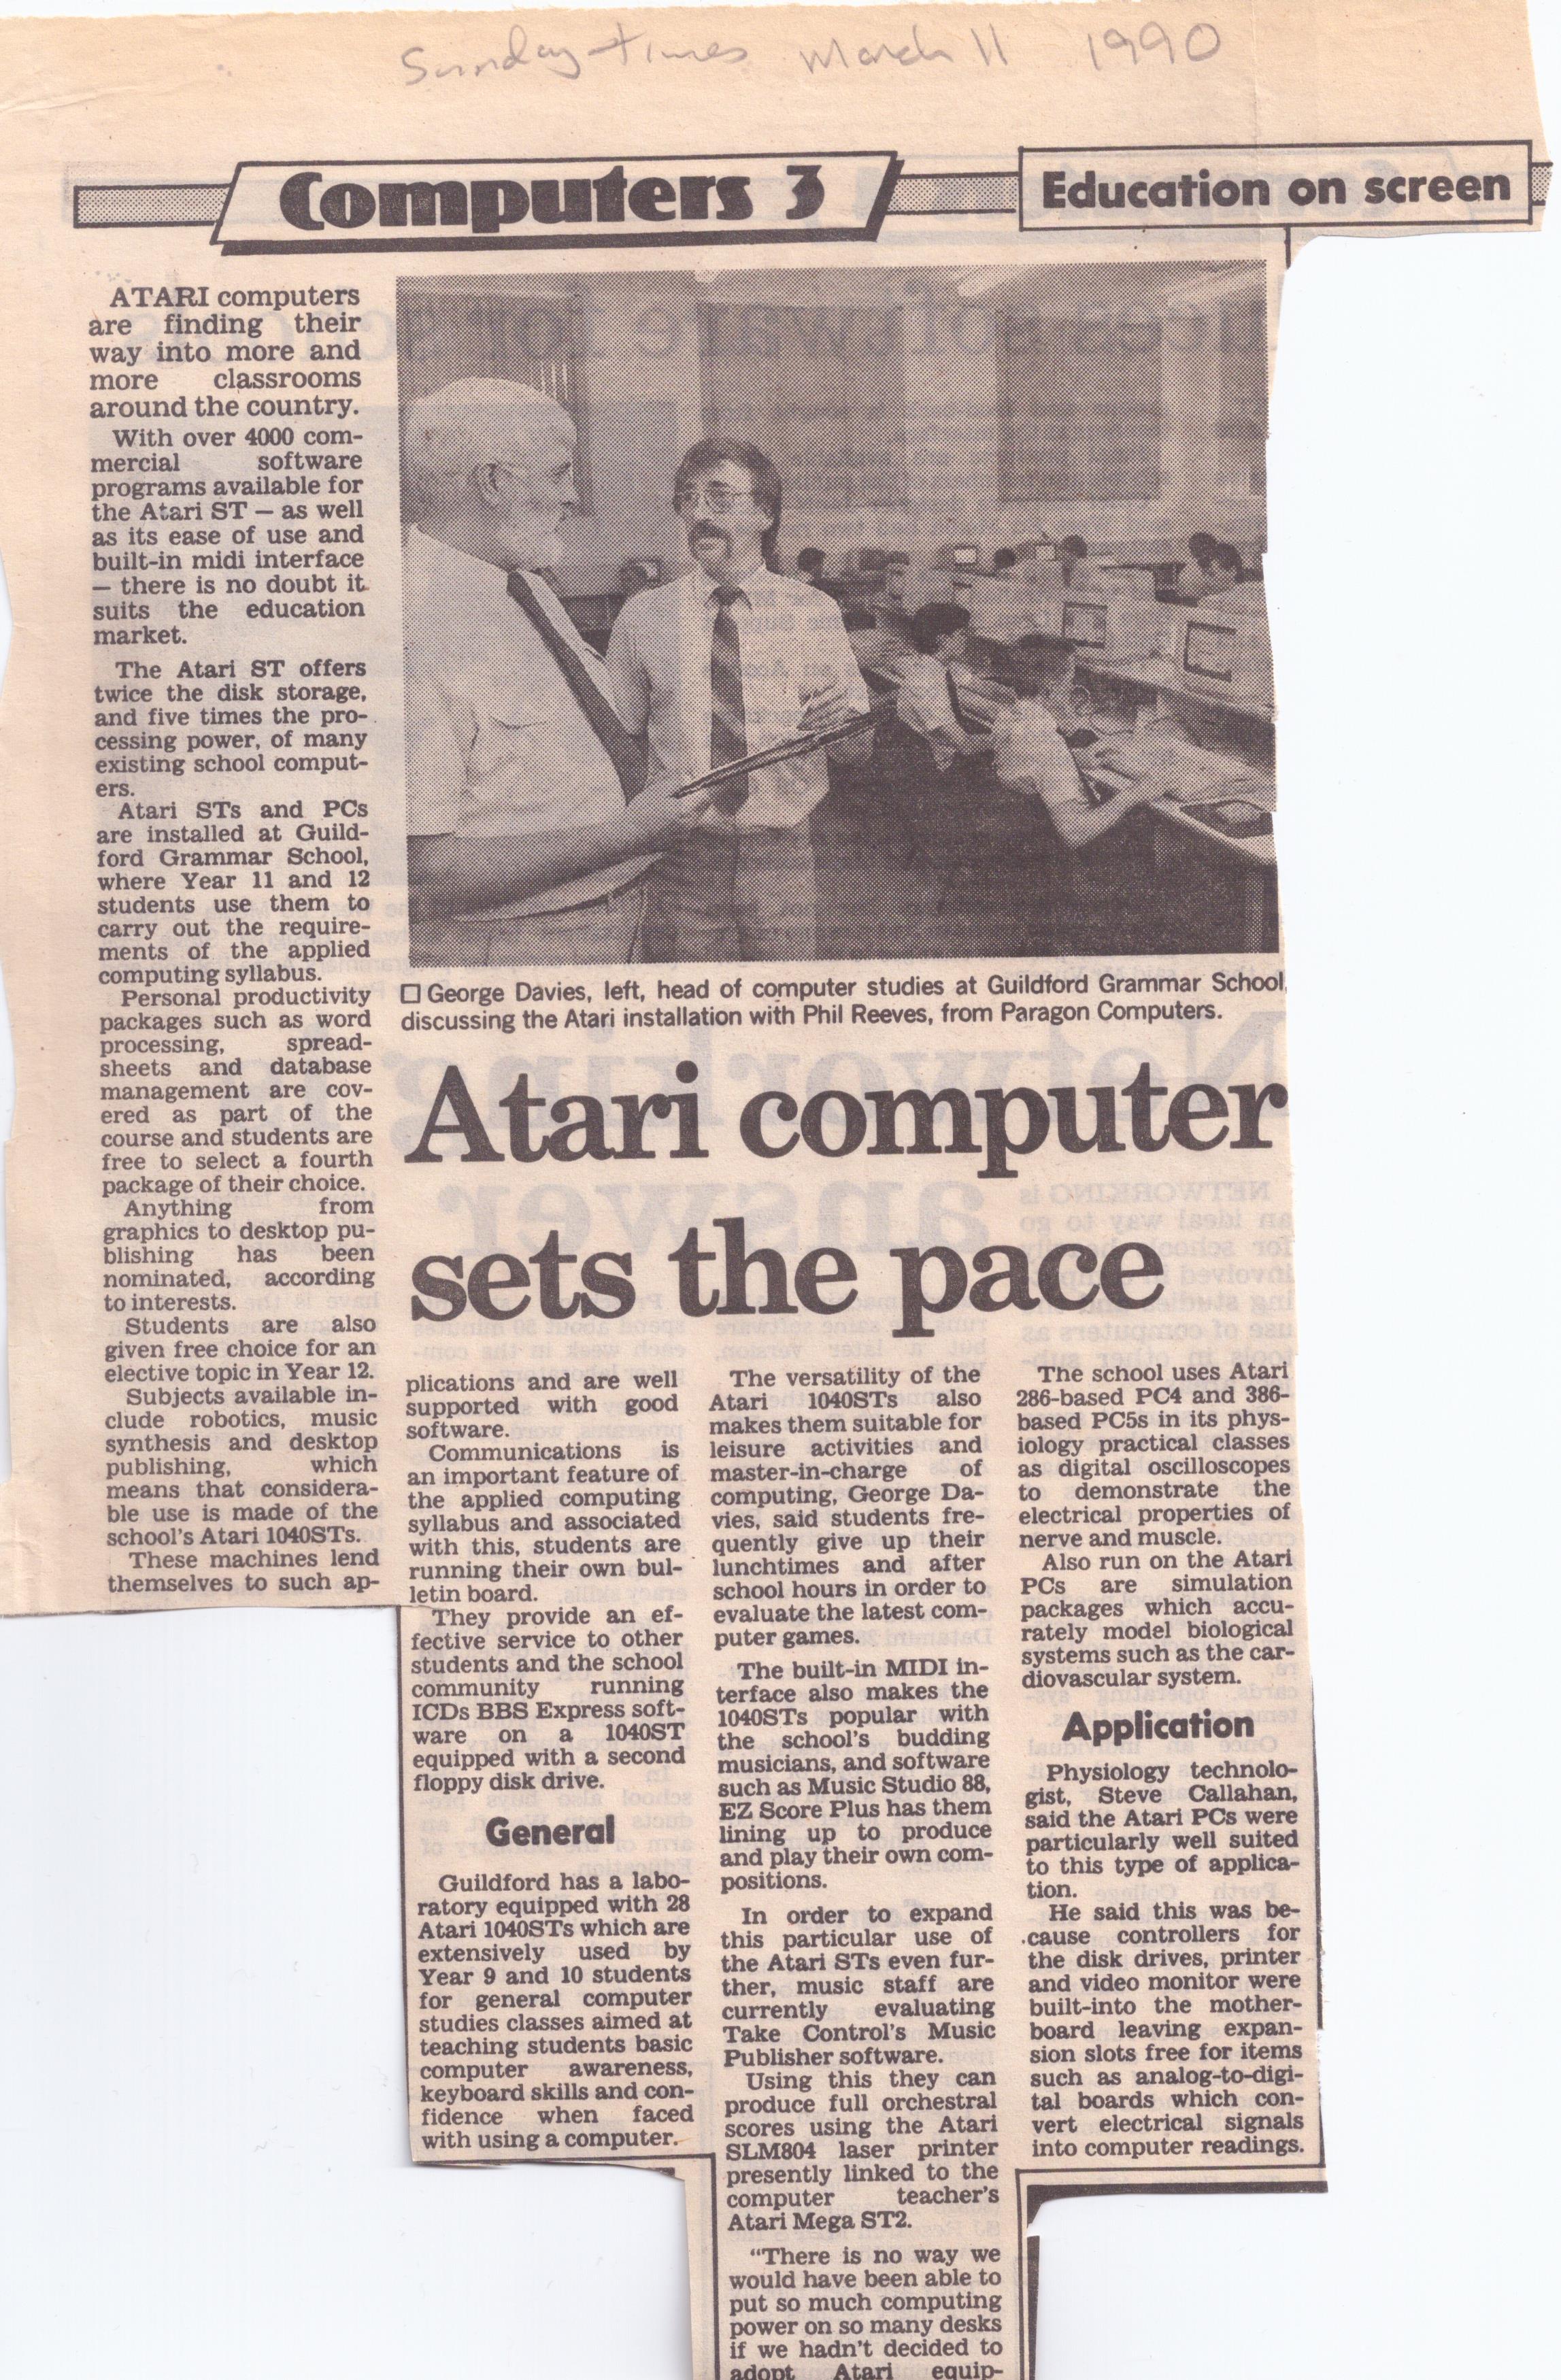 Sunday Times March 11 1990
Computers 3
Education on screen
ATARI computers
are finding their
way into more and
more classrooms
around the country.
With over 4000 com-
mercial software
programs available for
the Atari ST — as well
as its ease of use and
built-in midi interface
— there is no doubt it
suits the education
market.
The Atari ST offers
twice the disk storage,
and five times the pro-
cessing power, of many
existing school comput-
ers.
Atari STs and PCs
are installed at Guild-
ford Grammar School,
where Year 11 and 12
students use them to
carry out the require-
ments of the applied
computing syllabus.
Personal productivity
packages such as word
processing, spread-
sheets and database
management are cov-
ered as part of the
course and students are
free to select a fourth
package of their choice.
Anything from
graphics to desktop pu-
blishing has been
nominated, according
to interests.
Students are also
given free choice for an
elective topic in Year 12.
Subjects available in-
clude robotics, music
synthesis and desktop
publishing, which
means that considera-
ble use is made of the
school's Atari 1040STs.
These machines lend
themselves to such ap-
☐ George Davies, left, head of computer studies at Guildford Grammar School,
discussing the Atari installation with Phil Reeves, from Paragon Computers.
Atari computer
sets the pace
plications and are well
supported with good
software.
Communications is
an important feature of
the applied computing
syllabus and associated
with this, students are
running their own bul-
letin board.
They provide an ef-
fective service to other
students and the school
community running
ICDs BBS Express soft-
ware on a 1040ST
equipped with a second
floppy disk drive.
General
Guildford has a labo-
ratory equipped with 28
Atari 1040STs which are
extensively used by
Year 9 and 10 students
for general computer
studies classes aimed at
teaching students basic
computer awareness,
keyboard skills and con-
fidence when faced
with using a computer.
The versatility of the
Atari 1040STs also
makes them suitable for
leisure activities and
master-in-charge of
computing, George Da-
vies, said students fre-
quently give up their
lunchtimes and after
school hours in order to
evaluate the latest com-
puter games.
The built-in MIDI in-
terface also makes the
1040STs popular with
the school's budding
musicians, and software
such as Music Studio 88,
EZ Score Plus has them
lining up to produce
and play their own com-
positions.
In order to expand
this particular use of
the Atari STs even fur-
ther, music staff are
currently evaluating
Take Control's Music
Publisher software.
Using this they can
produce full orchestral
scores using the Atari
SLM804 laser printer
presently linked to the
computer teacher's
Atari Mega ST2.
"There is no way we
would have been able to
put so much computing
power on so many desks
if we hadn't decided to
adopt Atari equip-
The school uses Atari
286-based PC4 and 386-
based PC5s in its phys-
iology practical classes
as digital oscilloscopes
to demonstrate the
electrical properties of
nerve and muscle.
Also run on the Atari
PCs are simulation
packages which accu-
rately model biological
systems such as the car-
diovascular system.
Application
Physiology technolo-
gist, Steve Callahan,
said the Atari PCs were
particularly well suited
to this type of applica-
tion.
He said this was be-
cause controllers for
the disk drives, printer
and video monitor were
built-into the mother-
board leaving expan-
sion slots free for items
such as analog-to-digi-
tal boards which con-
vert electrical signals
into computer readings.